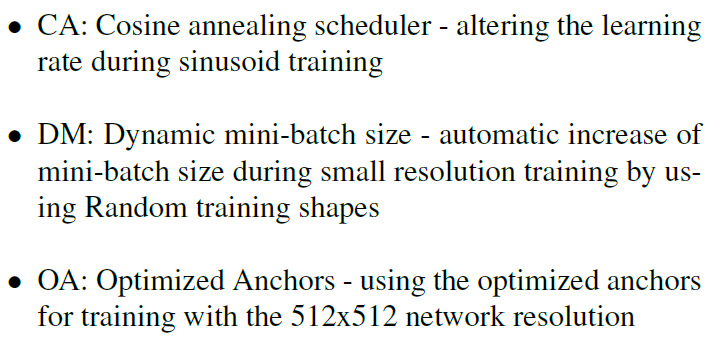 • CA: Cosine annealing scheduler - altering the learning
rate during sinusoid training
• DM: Dynamic mini-batch size - automatic increase of
mini-batch size during small resolution training by us-
ing Random training shapes
• OA: Optimized Anchors - using the optimized anchors
for training with the 512x512 network resolution